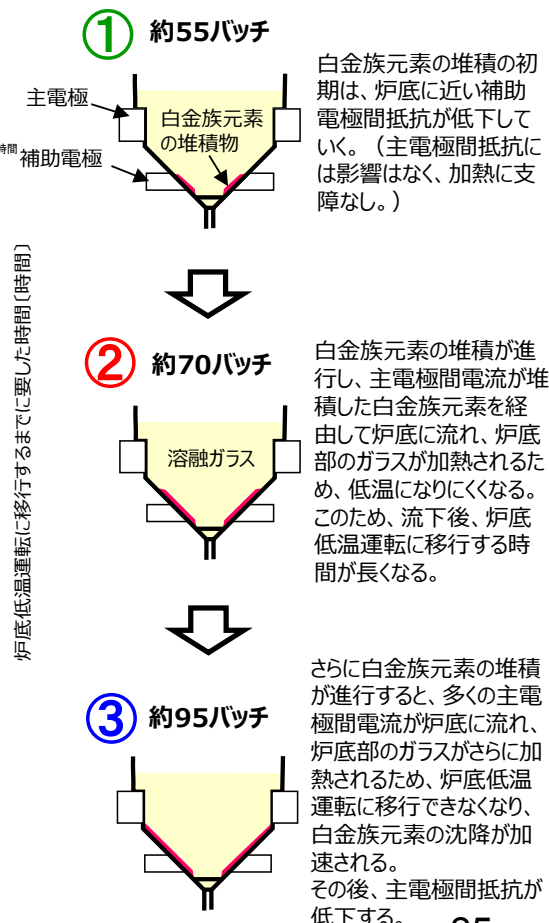 ① 約55バッチ
主電極
白金族元素
の堆積物
時間
補助電極
白金族元素の堆積の初
期は、炉底に近い補助
電極間抵抗が低下して
いく。（主電極間抵抗に
は影響はなく、加熱に支
障なし。）
炉底低温運転に移行するまでに要した時間〔時間〕
② 約70バッチ
溶融ガラス
白金族元素の堆積が進
行し、主電極間電流が堆
積した白金族元素を経
由して炉底に流れ、炉底
部のガラスが加熱されるた
め、低温になりにくくなる。
このため、流下後、炉底
低温運転に移行する時
間が長くなる。
③ 約95バッチ
さらに白金族元素の堆積
が進行すると、多くの主電
極間電流が炉底に流れ、
炉底部のガラスがさらに加
熱されるため、炉底低温
運転に移行できなくなり、
白金族元素の沈降が加
速される。
その後、主電極間抵抗が
低下する。